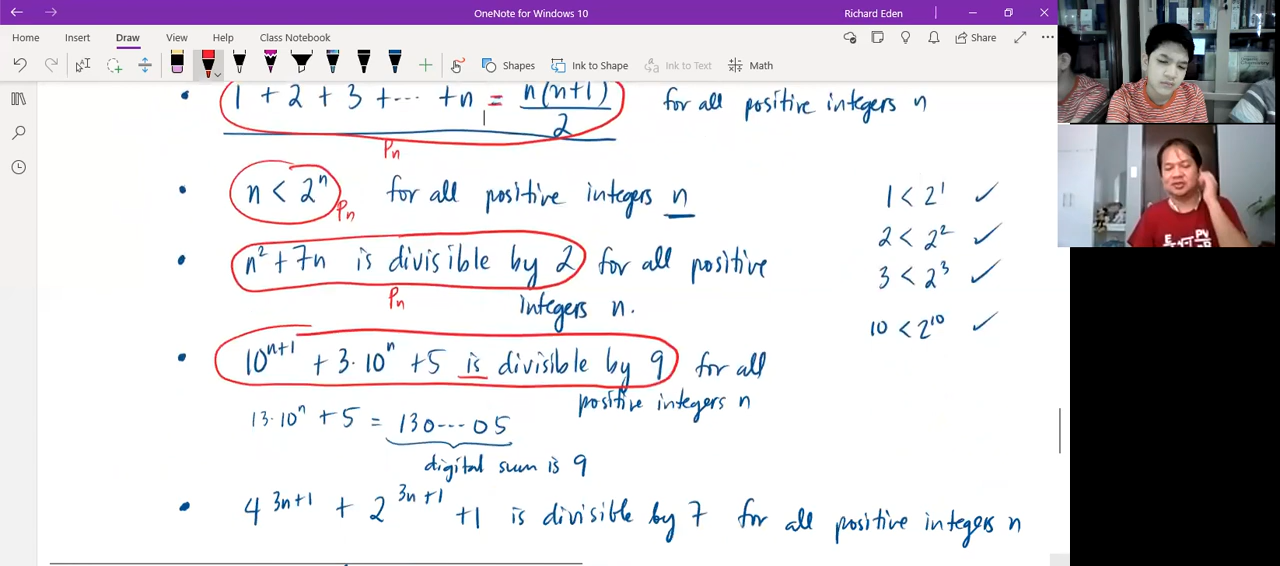 OneNote for Windows 10
Richard Eden
Home Insert Draw View Help Class Notebook
Share
Shapes Ink to Shape Ink to Text Math
• 1 + 2 + 3 + ... + n = n(n+1)/2 for all positive integers n
Pn
• n < 2^n for all positive integers n
Pn
1 < 2^1 ✓
2 < 2^2 ✓
• n^2 + 7n is divisible by 2 for all positive
3 < 2^3 ✓
Pn integers n.
10 < 2^10 ✓
• 10^(n+1) + 3·10^n + 5 is divisible by 9 for all
positive integers n
13·10^n + 5 = 130---05
digital sum is 9
• 4^(3n+1) + 2^(3n+1) + 1 is divisible by 7 for all positive integers n